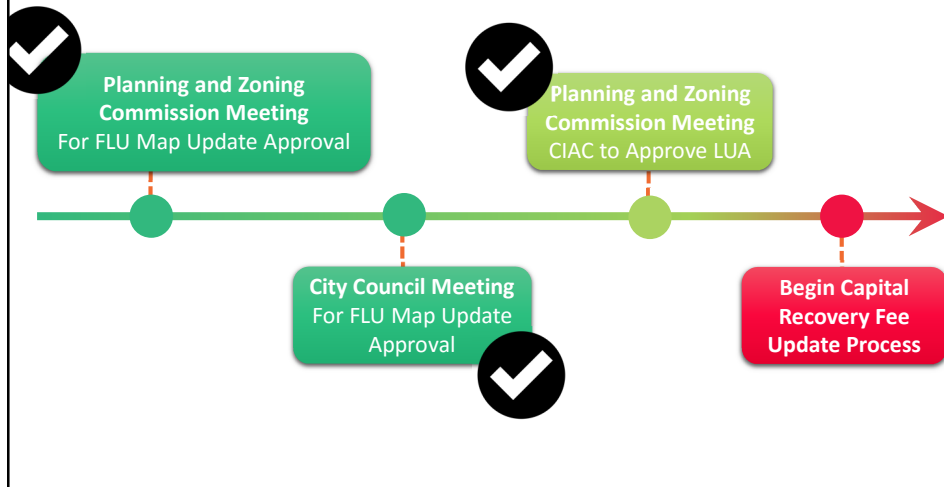 Planning and Zoning
Commission Meeting
For FLU Map Update Approval
City Council Meeting
For FLU Map Update
Approval
Planning and Zoning
Commission Meeting
CIAC to Approve LUA
Begin Capital
Recovery Fee
Update Process